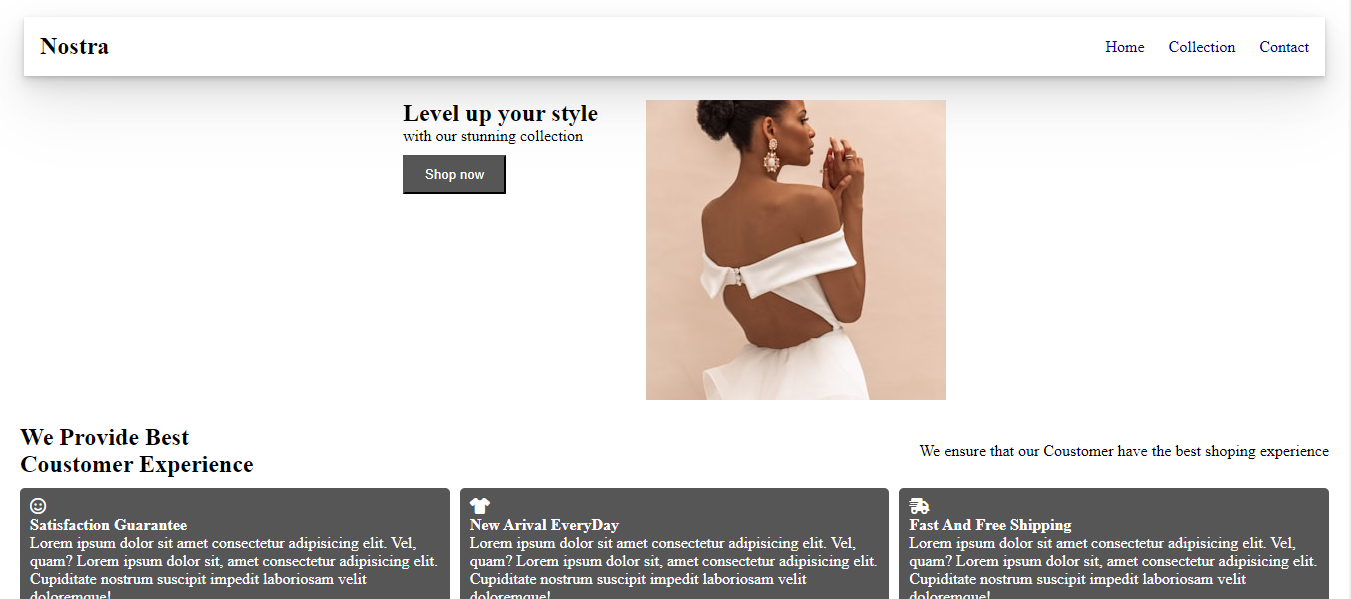 Nostra
Home Collection Contact
Level up your style
with our stunning collection
Shop now
We Provide Best
Coustomer Experience
We ensure that our Coustomer have the best shoping experience
Satisfaction Guarantee
Lorem ipsum dolor sit amet consectetur adipisicing elit. Vel,
quam? Lorem ipsum dolor sit, amet consectetur adipisicing elit.
Cupiditate nostrum suscipit impedit laboriosam velit
doloremque!
New Arival EveryDay
Lorem ipsum dolor sit amet consectetur adipisicing elit. Vel,
quam? Lorem ipsum dolor sit, amet consectetur adipisicing elit.
Cupiditate nostrum suscipit impedit laboriosam velit
doloremque!
Fast And Free Shipping
Lorem ipsum dolor sit amet consectetur adipisicing elit. Vel,
quam? Lorem ipsum dolor sit, amet consectetur adipisicing elit.
Cupiditate nostrum suscipit impedit laboriosam velit
doloremque!